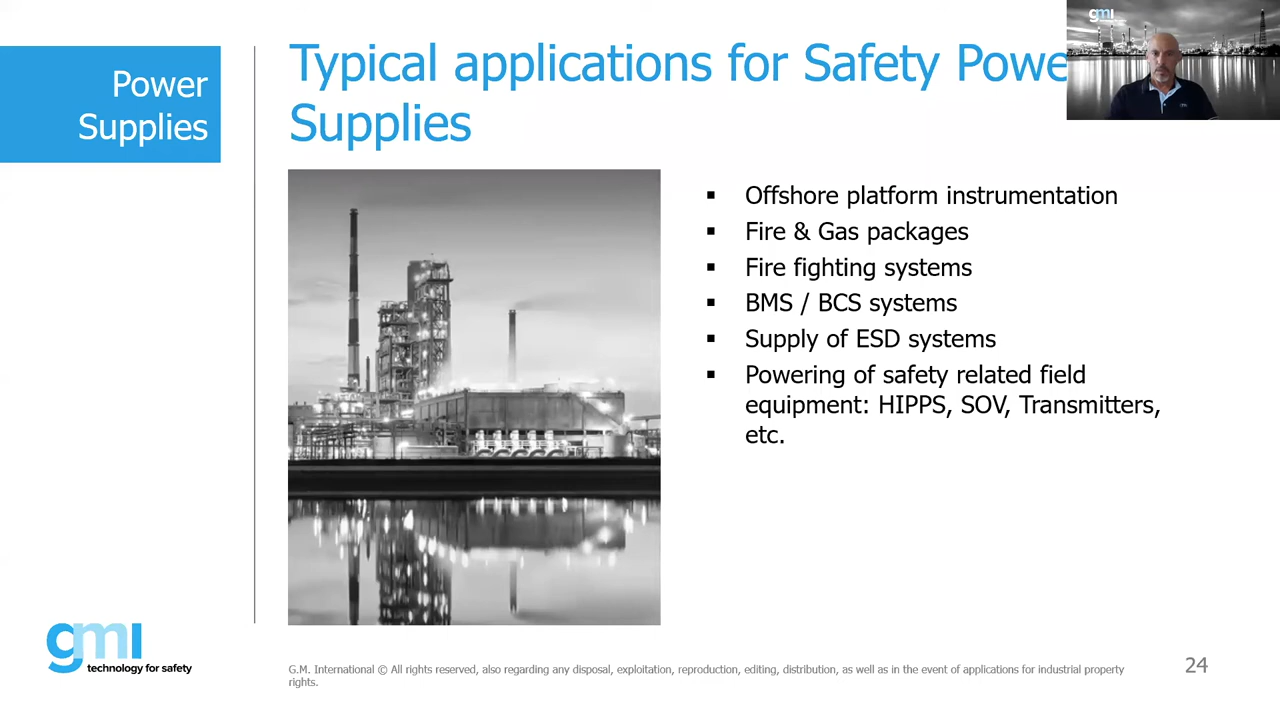 Power
Supplies
Typical applications for Safety Powe
Supplies
gmi
▪ Offshore platform instrumentation
▪ Fire & Gas packages
▪ Fire fighting systems
▪ BMS / BCS systems
▪ Supply of ESD systems
▪ Powering of safety related field
equipment: HIPPS, SOV, Transmitters,
etc.
gmi
technology for safety
G.M. International © All rights reserved, also regarding any disposal, exploitation, reproduction, editing, distribution, as well as in the event of applications for industrial property
rights.
24